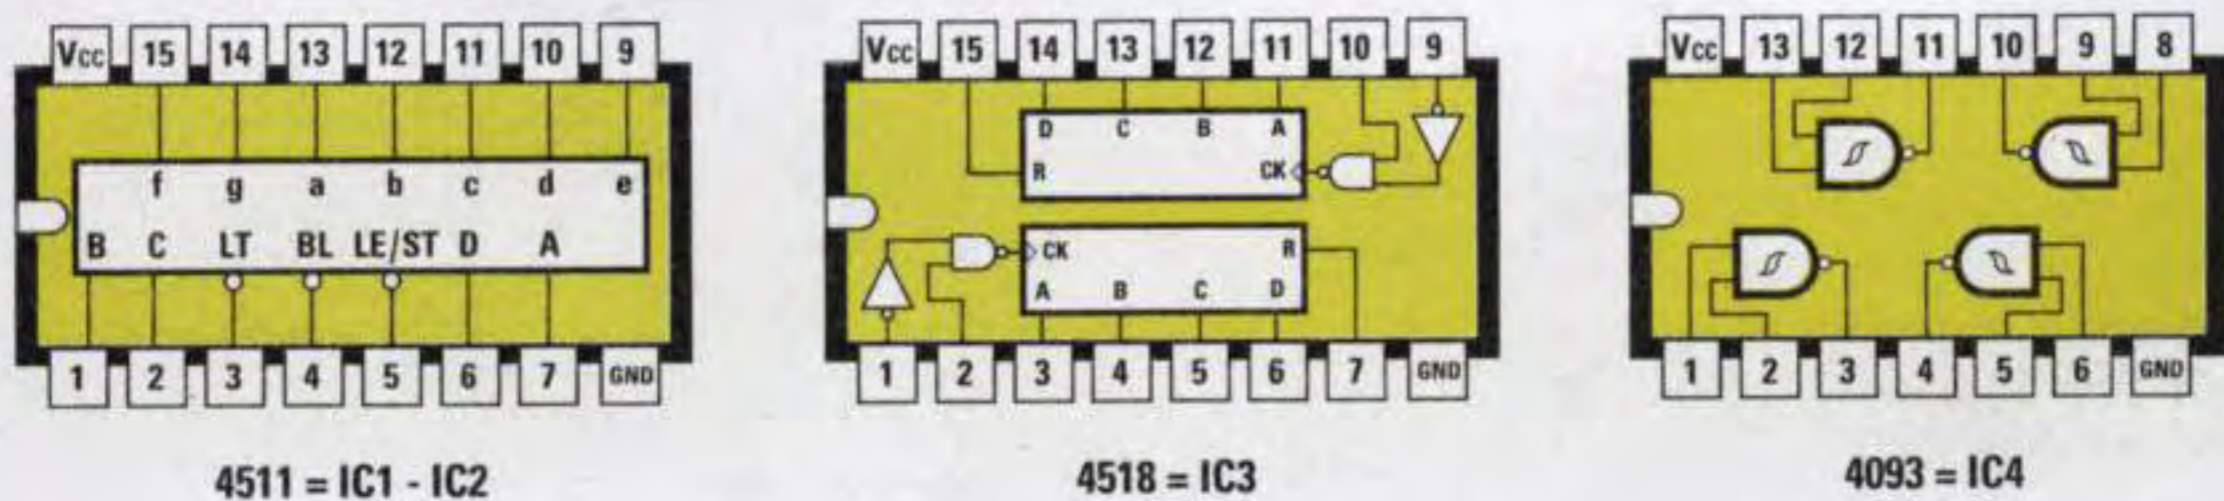 Vcc 15 14 13 12 11 10 9
f g a b c d e
B C LT BL LE/ST D A
1 2 3 4 5 6 7 GND
4511 = IC1 - IC2
Vcc 15 14 13 12 11 10 9
D C B A
R CK
CK R
A B C D
1 2 3 4 5 6 7 GND
4518 = IC3
Vcc 13 12 11 10 9 8
1 2 3 4 5 6 GND
4093 = IC4